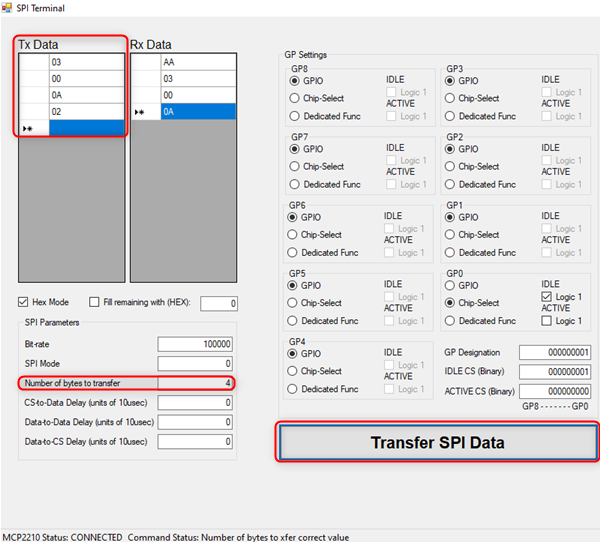 SPI Terminal
Tx Data
Rx Data
03
00
0A
02
AA
03
00
0A
Hex Mode
Fill remaining with (HEX):
0
SPI Parameters
Bit-rate
100000
SPI Mode
0
Number of bytes to transfer
4
CS-to-Data Delay (units of 10usec)
0
Data-to-Data Delay (units of 10usec)
0
Data-to-CS Delay (units of 10usec)
0
GP Settings
GP8
GPIO
Chip-Select
Dedicated Func
IDLE
Logic 1
ACTIVE
Logic 1
GP7
GPIO
Chip-Select
Dedicated Func
IDLE
Logic 1
ACTIVE
Logic 1
GP6
GPIO
Chip-Select
Dedicated Func
IDLE
Logic 1
ACTIVE
Logic 1
GP5
GPIO
Chip-Select
Dedicated Func
IDLE
Logic 1
ACTIVE
Logic 1
GP4
GPIO
Chip-Select
Dedicated Func
IDLE
Logic 1
ACTIVE
Logic 1
GP3
GPIO
Chip-Select
Dedicated Func
IDLE
Logic 1
ACTIVE
Logic 1
GP2
GPIO
Chip-Select
Dedicated Func
IDLE
Logic 1
ACTIVE
Logic 1
GP1
GPIO
Chip-Select
Dedicated Func
IDLE
Logic 1
ACTIVE
Logic 1
GP0
GPIO
Chip-Select
Dedicated Func
IDLE
Logic 1
ACTIVE
Logic 1
GP Designation
000000001
IDLE CS (Binary)
000000001
ACTIVE CS (Binary)
000000000
GP8 - - - - - - - GP0
Transfer SPI Data
MCP2210 Status: CONNECTED Command Status: Number of bytes to xfer correct value